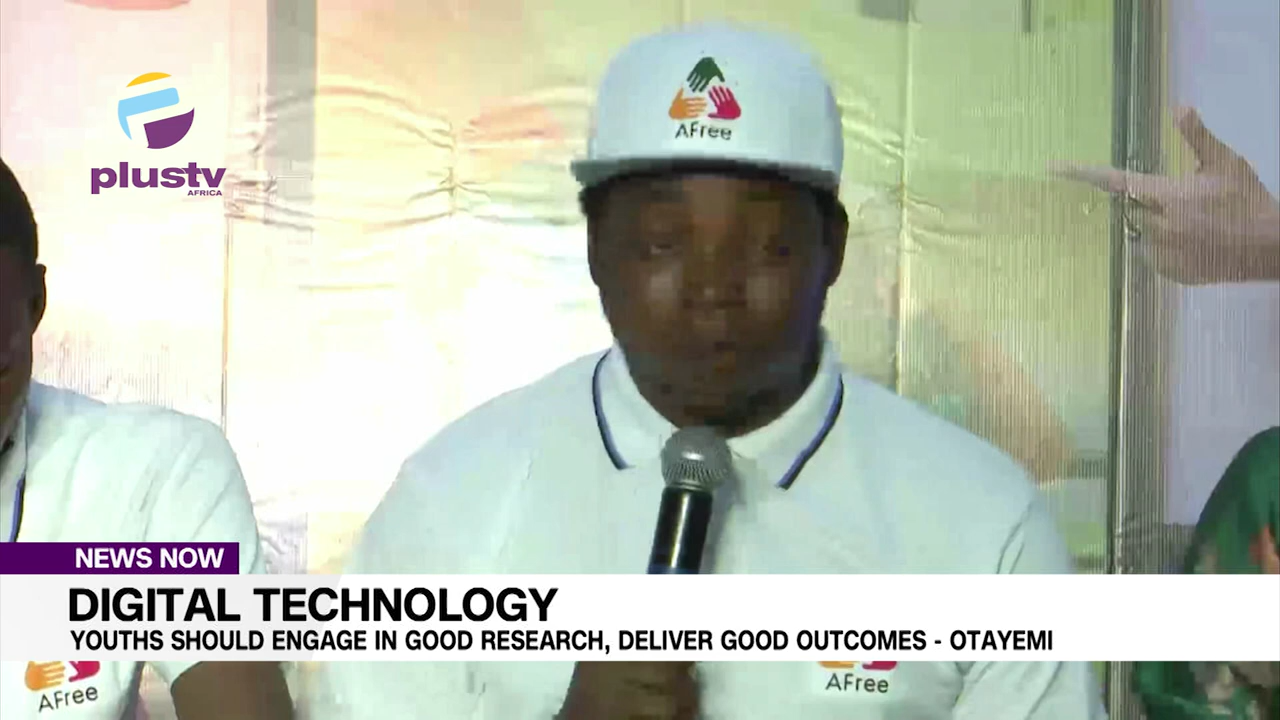 plustv
AFRICA
AFree
NEWS NOW
DIGITAL TECHNOLOGY
YOUTHS SHOULD ENGAGE IN GOOD RESEARCH, DELIVER GOOD OUTCOMES - OTAYEMI
AFree
AFree